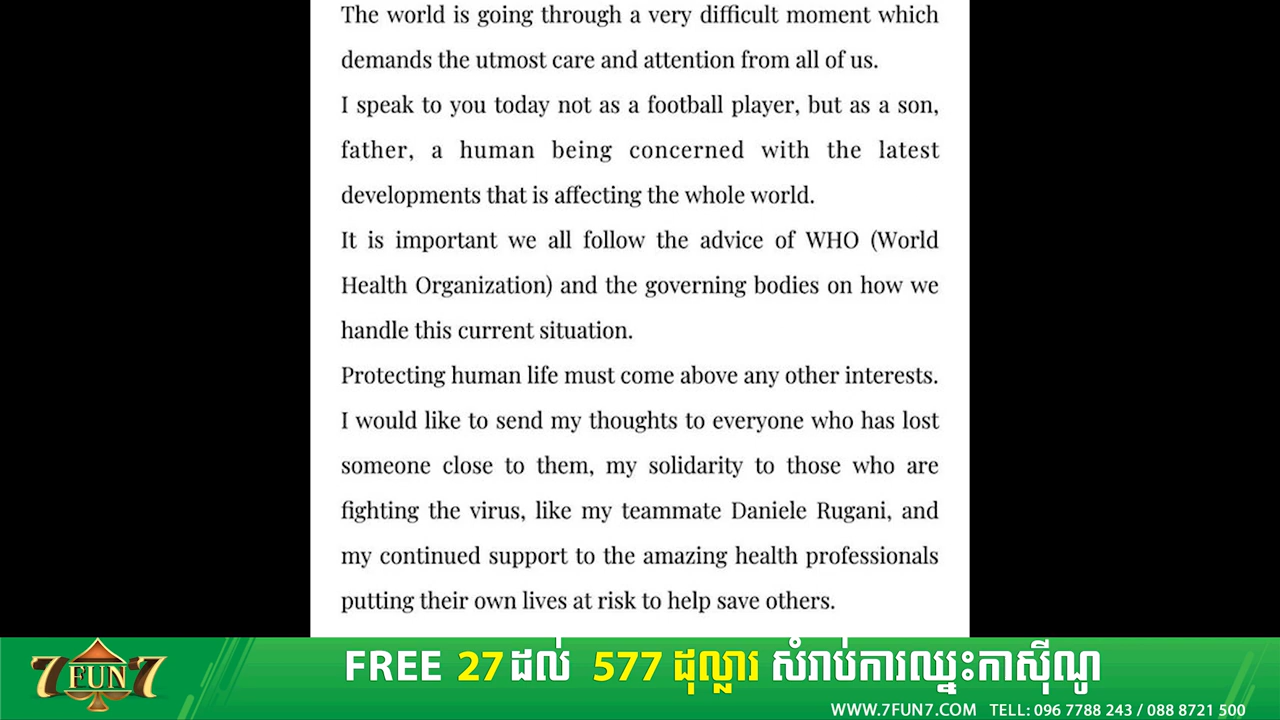 The world is going through a very difficult moment which
demands the utmost care and attention from all of us.
I speak to you today not as a football player, but as a son,
father, a human being concerned with the latest
developments that is affecting the whole world.
It is important we all follow the advice of WHO (World
Health Organization) and the governing bodies on how we
handle this current situation.
Protecting human life must come above any other interests.
I would like to send my thoughts to everyone who has lost
someone close to them, my solidarity to those who are
fighting the virus, like my teammate Daniele Rugani, and
my continued support to the amazing health professionals
putting their own lives at risk to help save others.
7 FUN 7
FREE 27 ដល់ 577 ដុល្លារ សំរាប់ការឈ្នះកាស៊ីណូ
WWW.7FUN7.COM TELL: 096 7788 243 / 088 8721 500